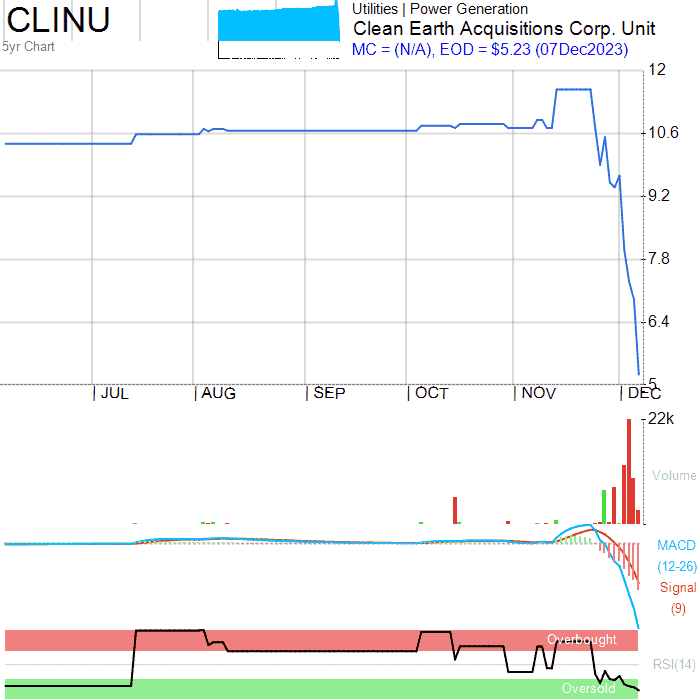 CLINU
5yr Chart
Utilities | Power Generation
Clean Earth Acquisitions Corp. Unit
MC = (N/A), EOD = $5.23 (07Dec2023)
12
10.6
9.2
7.8
6.4
5
JUL AUG SEP OCT NOV DEC
22k
Volume
MACD
(12-26)
Signal
(9)
Overbought
RSI(14)
Oversold